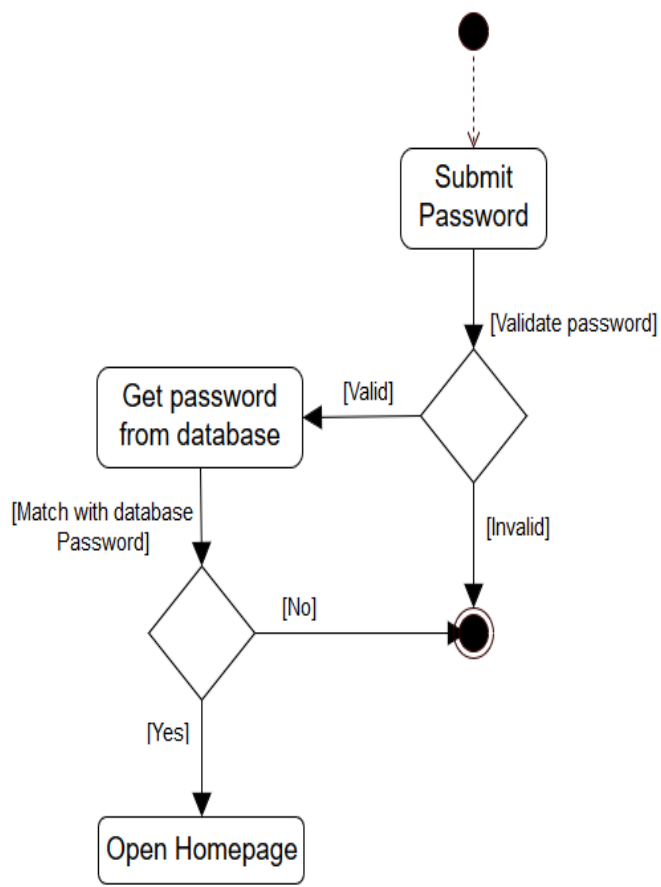 Submit
Password
[Validate password]
[Valid]
Get password
from database
[Match with database
Password]
[Invalid]
[No]
[Yes]
Open Homepage